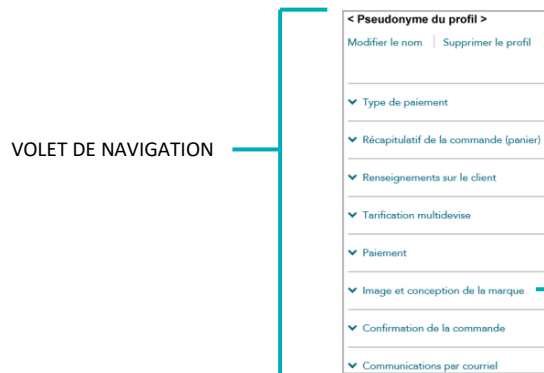 < Pseudonyme du profil >
Modifier le nom | Supprimer le profil
VOLET DE NAVIGATION
Type de paiement
Récapitulatif de la commande (panier)
Renseignements sur le client
Tarification multidevise
Paiement
Image et conception de la marque
Confirmation de la commande
Communications par courriel